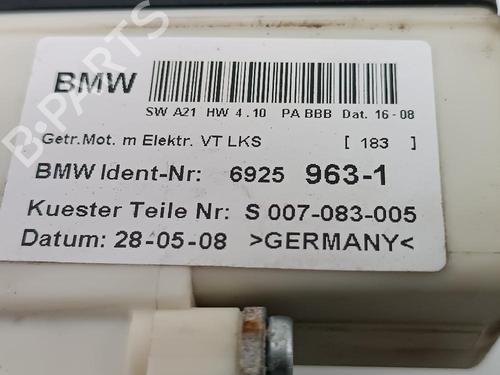 BMW
SW A21 HW 4.10 PA BBB Dat. 16-08
Getr.Mot. m Elektr. VT LKS [ 183 ]
BMW Ident-Nr: 6925 963-1
Kuester Teile Nr: S 007-083-005
Datum: 28-05-08 >GERMANY<
B-PARTS